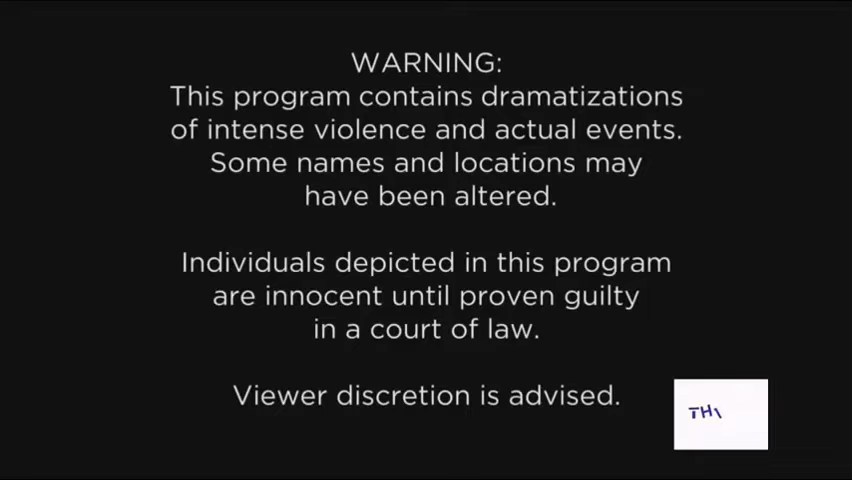 WARNING:
This program contains dramatizations
of intense violence and actual events.
Some names and locations may
have been altered.
Individuals depicted in this program
are innocent until proven guilty
in a court of law.
Viewer discretion is advised.